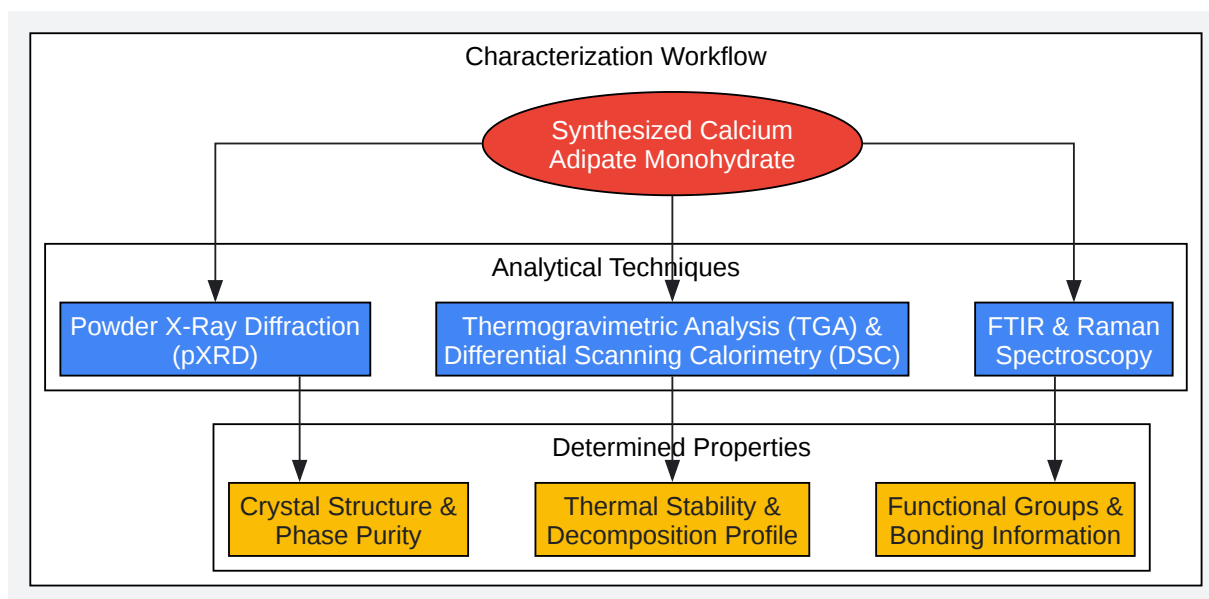 Characterization Workflow
Synthesized Calcium
Adipate Monohydrate
Analytical Techniques
Powder X-Ray Diffraction
(pXRD)
Thermogravimetric Analysis (TGA) &
Differential Scanning Calorimetry (DSC)
FTIR & Raman
Spectroscopy
Determined Properties
Crystal Structure &
Phase Purity
Thermal Stability &
Decomposition Profile
Functional Groups &
Bonding Information